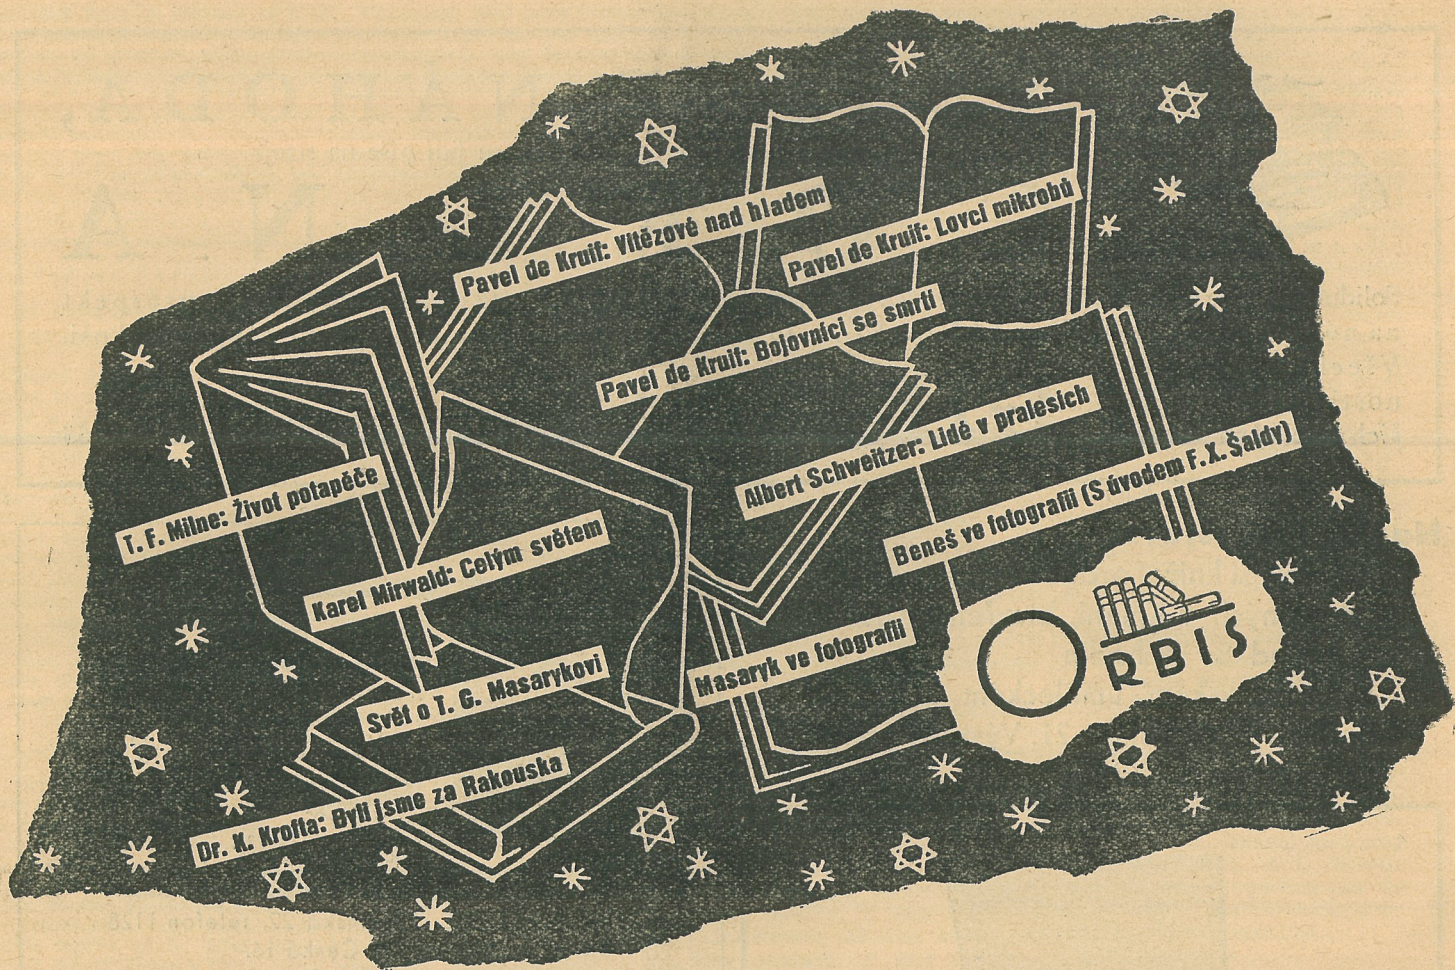 Pavel de Kruif: Vítězové nad hladem
Pavel de Kruif: Lovci mikrobů
Pavel de Kruif: Bojovníci se smrtí
Albert Schweitzer: Lidé v pralesích
Beneš ve fotografii (S úvodem F. X. Šaldy)
T. F. Milne: Život potapěče
Karel Mirwald: Celým světem
Svět o T. G. Masarykovi
Masaryk ve fotografii
Dr. K. Krofta: Byli jsme za Rakouska
ORBIS